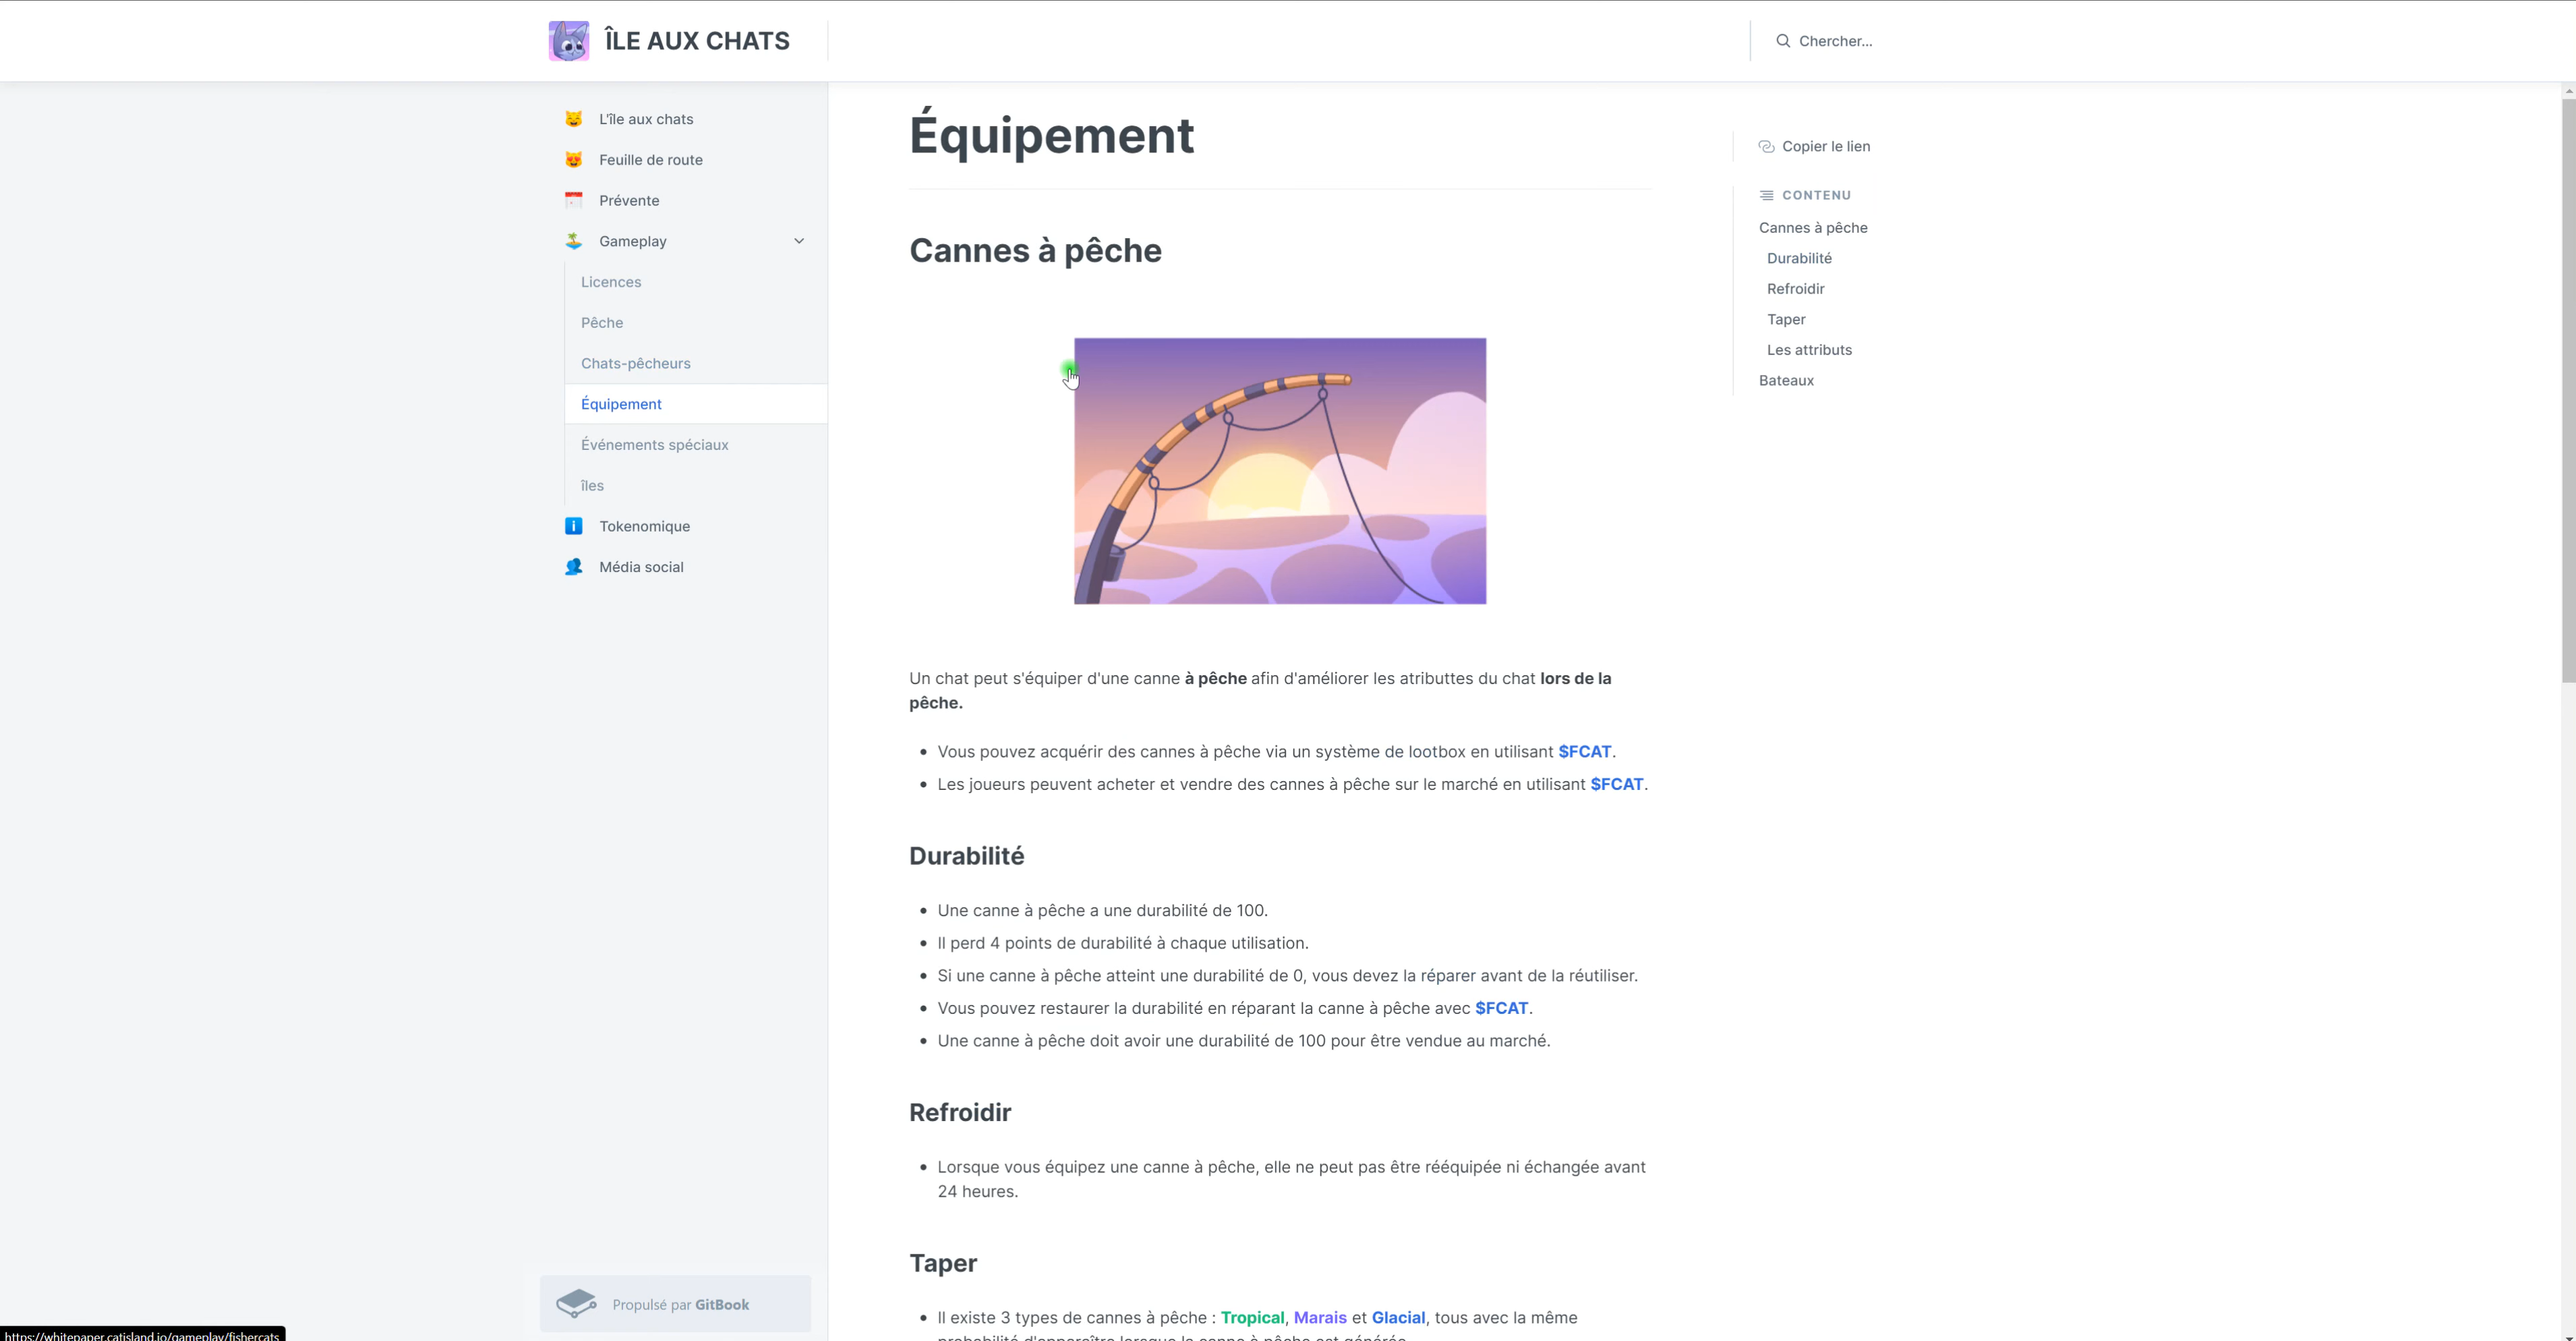 ÎLE AUX CHATS
Chercher...
L'île aux chats
Feuille de route
Prévente
Gameplay
Licences
Pêche
Chats-pêcheurs
Équipement
Événements spéciaux
îles
Tokenomique
Média social
Propulsé par GitBook
https://whitepaper.catisland.io/gameplay/fishercats
Équipement
Cannes à pêche
Un chat peut s'équiper d'une canne à pêche afin d'améliorer les atributtes du chat lors de la
pêche.
Vous pouvez acquérir des cannes à pêche via un système de lootbox en utilisant $FCAT.
Les joueurs peuvent acheter et vendre des cannes à pêche sur le marché en utilisant $FCAT.
Durabilité
Une canne à pêche a une durabilité de 100.
Il perd 4 points de durabilité à chaque utilisation.
Si une canne à pêche atteint une durabilité de 0, vous devez la réparer avant de la réutiliser.
Vous pouvez restaurer la durabilité en réparant la canne à pêche avec $FCAT.
Une canne à pêche doit avoir une durabilité de 100 pour être vendue au marché.
Refroidir
Lorsque vous équipez une canne à pêche, elle ne peut pas être rééquipée ni échangée avant
24 heures.
Taper
Il existe 3 types de cannes à pêche : Tropical, Marais et Glacial, tous avec la même
probabilité d'apparaître lorsque la canne à pêche est générée
Copier le lien
CONTENU
Cannes à pêche
Durabilité
Refroidir
Taper
Les attributs
Bateaux